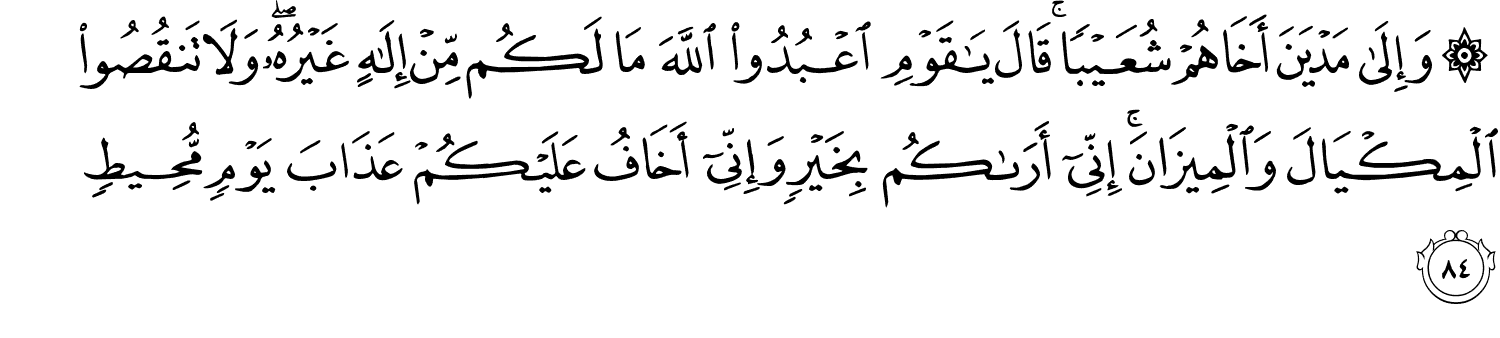 ۞ وَإِلَىٰ مَدْيَنَ أَخَاهُمْ شُعَيْبًا ۚ قَالَ يَـٰقَوْمِ ٱعْبُدُوا۟ ٱللَّهَ مَا لَكُم مِّنْ إِلَـٰهٍ غَيْرُهُۥ ۖ وَلَا تَنقُصُوا۟
ٱلْمِكْيَالَ وَٱلْمِيزَانَ ۚ إِنِّىٓ أَرَىٰكُم بِخَيْرٍ وَإِنِّىٓ أَخَافُ عَلَيْكُمْ عَذَابَ يَوْمٍ مُّحِيطٍ
٨٤